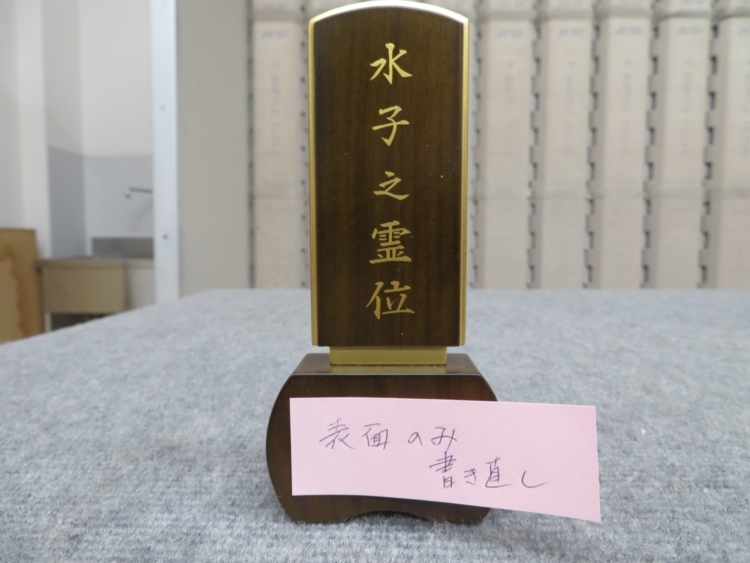 水子之霊位
表面のみ
書き直し